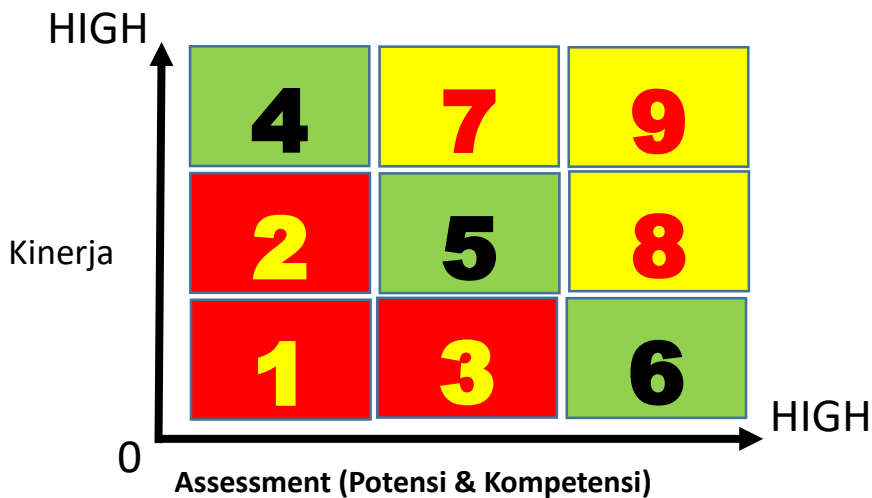 HIGH
4 7 9
Kinerja
2 5 8
1 3 6
0
HIGH
Assessment (Potensi & Kompetensi)